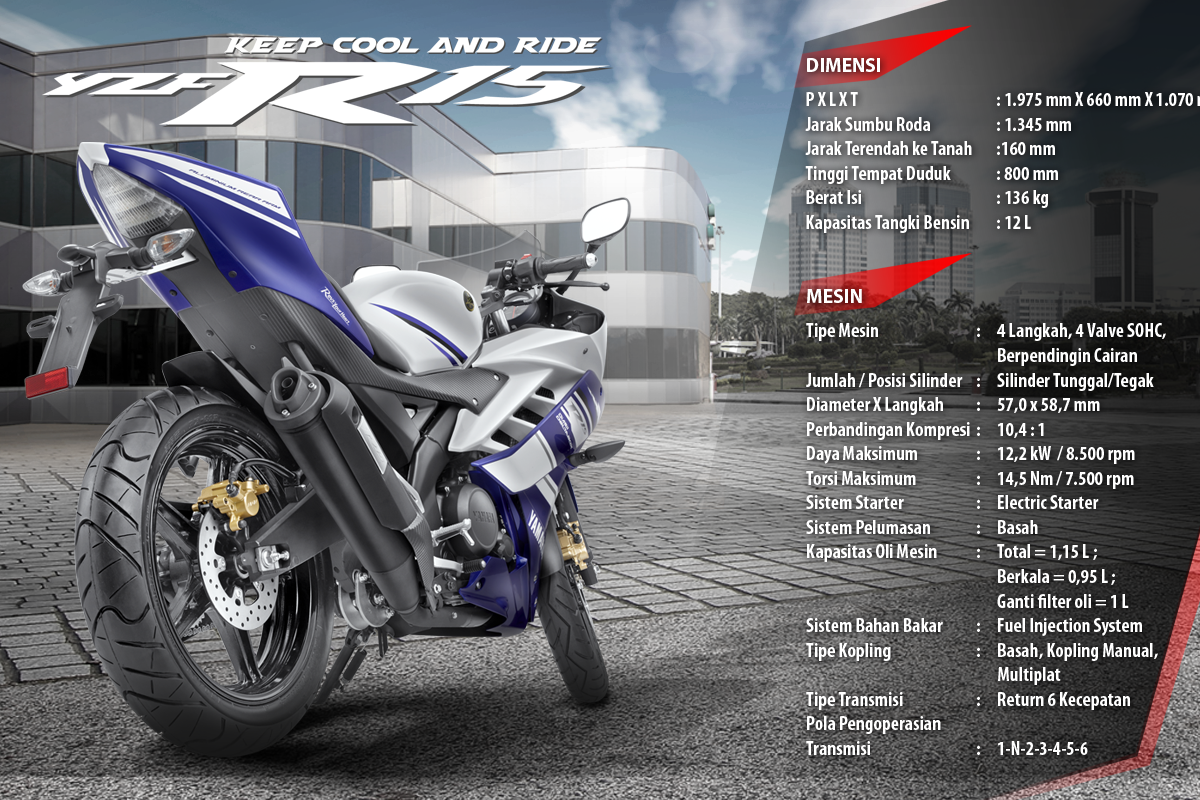 KEEP COOL AND RIDE
YZF R15
DIMENSI
P X L X T : 1.975 mm X 660 mm X 1.070
Jarak Sumbu Roda : 1.345 mm
Jarak Terendah ke Tanah :160 mm
Tinggi Tempat Duduk : 800 mm
Berat Isi : 136 kg
Kapasitas Tangki Bensin : 12 L
MESIN
Tipe Mesin : 4 Langkah, 4 Valve SOHC,
Berpendingin Cairan
Jumlah / Posisi Silinder : Silinder Tunggal/Tegak
Diameter X Langkah : 57,0 x 58,7 mm
Perbandingan Kompresi : 10,4 : 1
Daya Maksimum : 12,2 kW / 8.500 rpm
Torsi Maksimum : 14,5 Nm / 7.500 rpm
Sistem Starter : Electric Starter
Sistem Pelumasan : Basah
Kapasitas Oli Mesin : Total = 1,15 L ;
Berkala = 0,95 L ;
Ganti filter oli = 1 L
Sistem Bahan Bakar : Fuel Injection System
Tipe Kopling : Basah, Kopling Manual,
Multiplat
Tipe Transmisi : Return 6 Kecepatan
Pola Pengoperasian
Transmisi : 1-N-2-3-4-5-6
ALUMINIUM REAR ARM